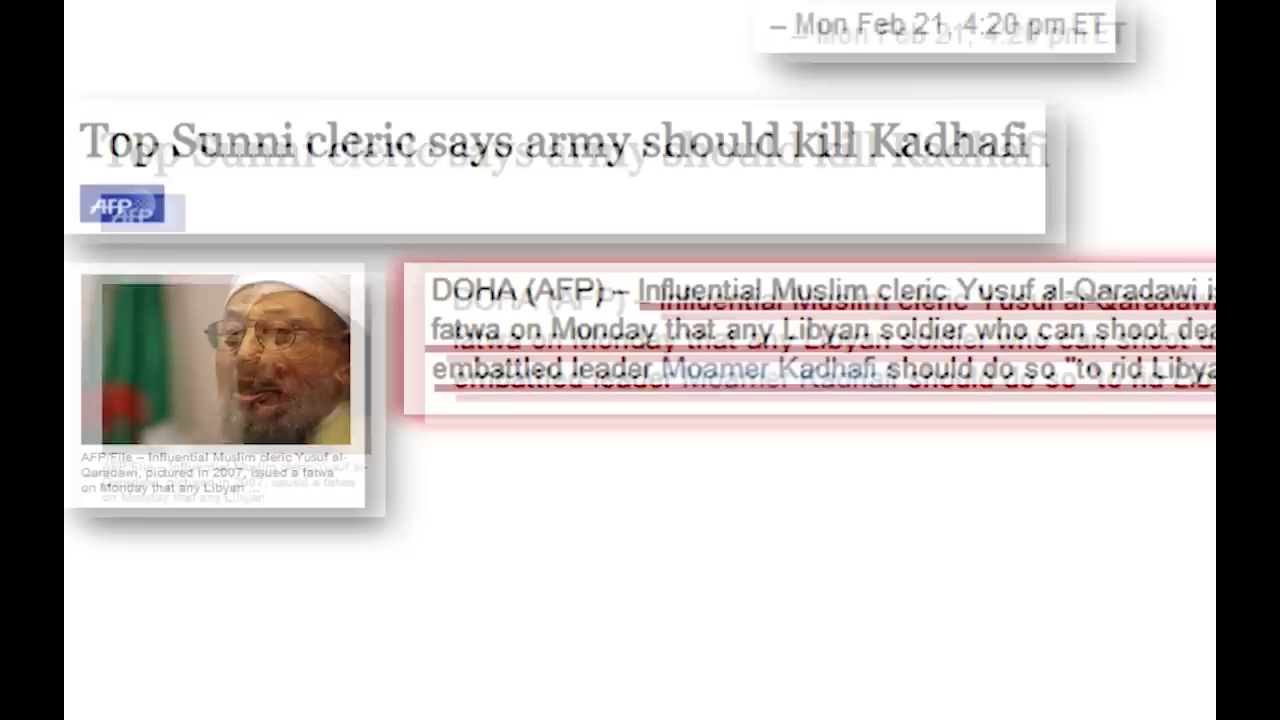 – Mon Feb 21, 4:20 pm ET
Top Sunni cleric says army should kill Kadhafi
AFP
DOHA (AFP) – Influential Muslim cleric Yusuf al-Qaradawi
fatwa on Monday that any Libyan soldier who can shoot
embattled leader Moamer Kadhafi should do so "to rid Libya
AFP/File – Influential Muslim cleric Yusuf al-
Qaradawi, pictured in 2007, issued a fatwa
on Monday that any Libyan ...